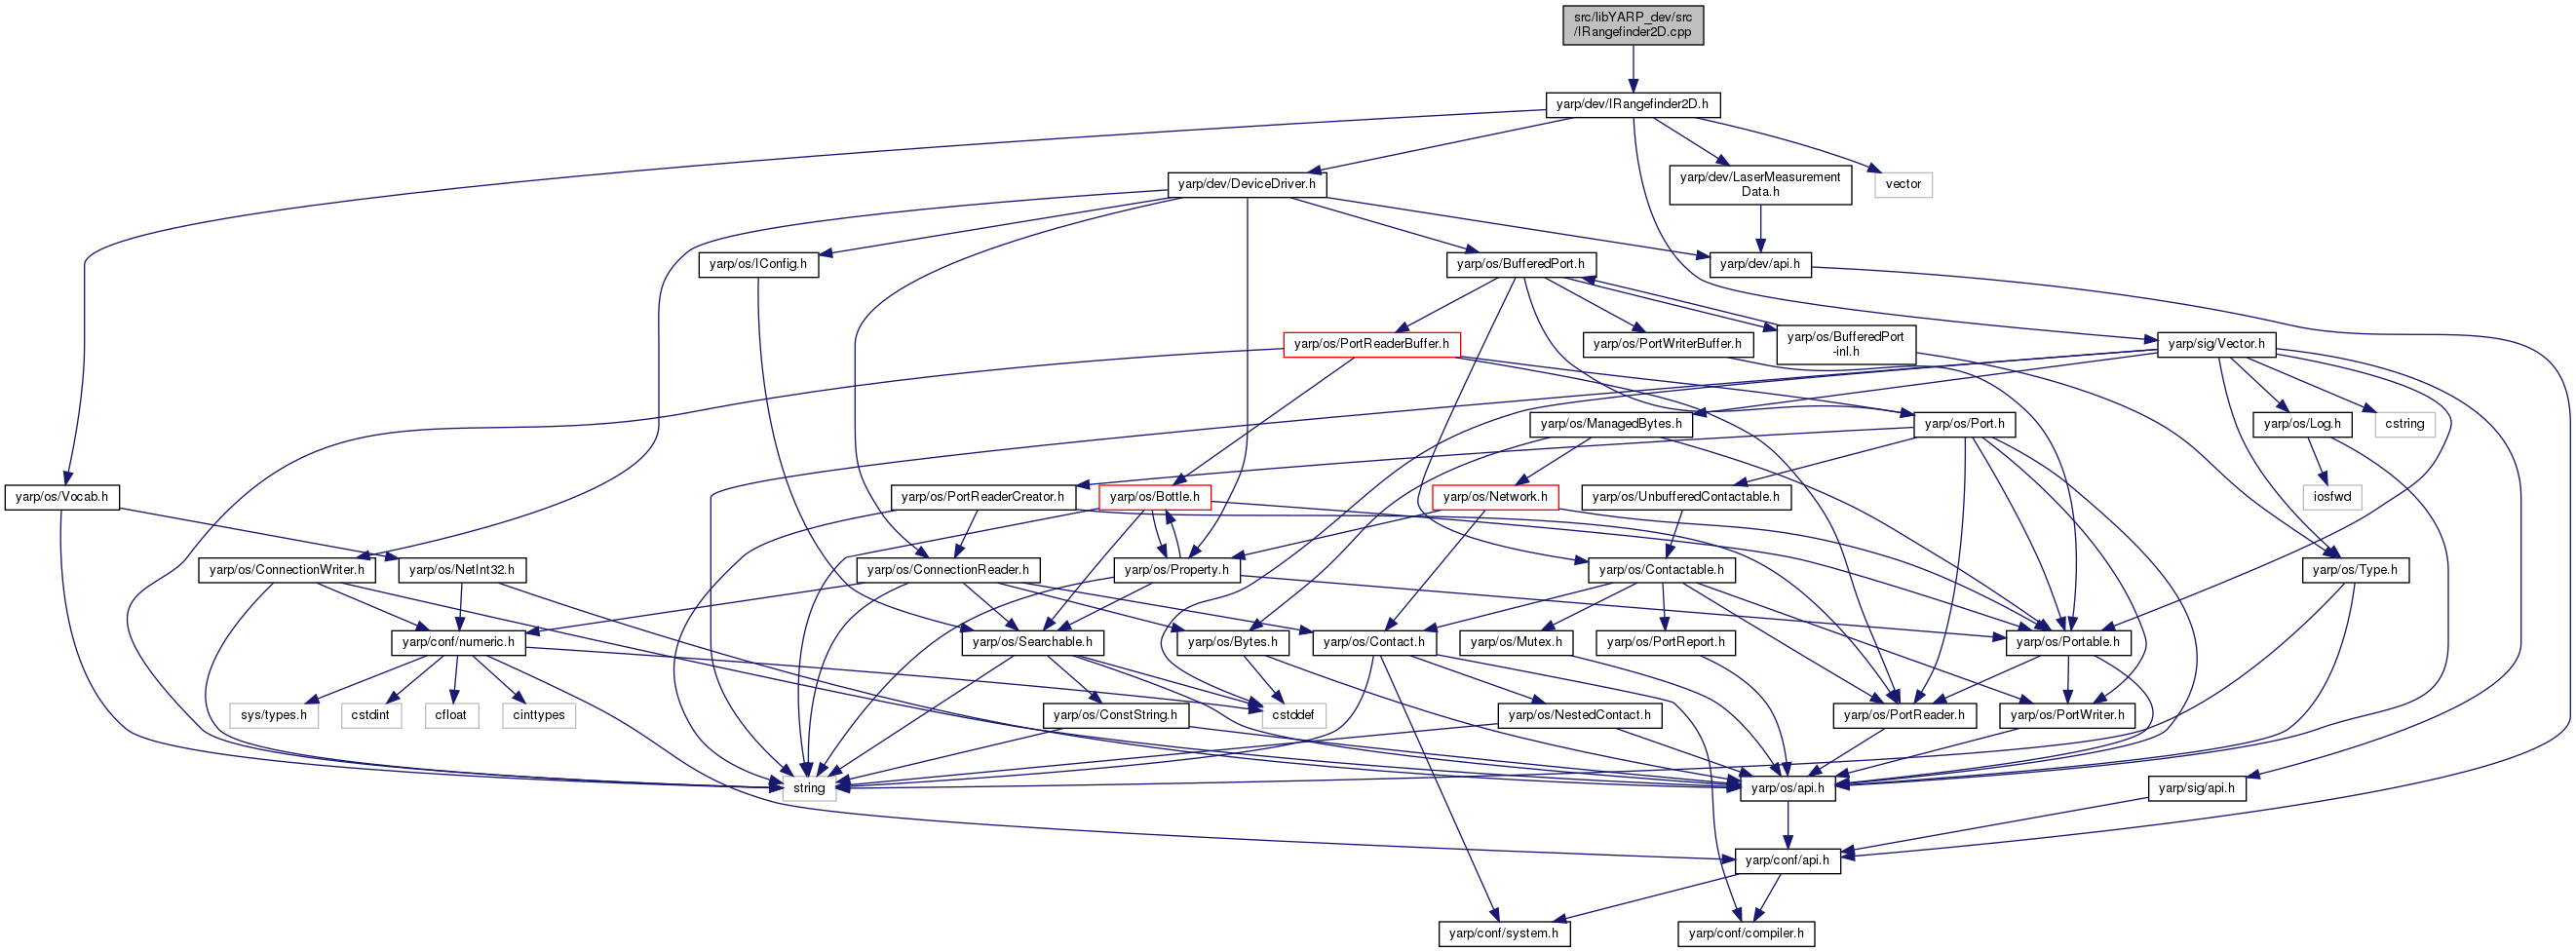 src/libYARP_dev/src
/IRangefinder2D.cpp
yarp/dev/IRangefinder2D.h
yarp/dev/DeviceDriver.h
yarp/dev/LaserMeasurement
Data.h
vector
yarp/os/IConfig.h
yarp/os/BufferedPort.h
yarp/dev/api.h
yarp/os/PortReaderBuffer.h
yarp/os/PortWriterBuffer.h
yarp/os/BufferedPort
-inl.h
yarp/sig/Vector.h
yarp/os/ManagedBytes.h
yarp/os/Port.h
yarp/os/Log.h
cstring
yarp/os/Vocab.h
yarp/os/PortReaderCreator.h
yarp/os/Bottle.h
yarp/os/Network.h
yarp/os/UnbufferedContactable.h
iosfwd
yarp/os/ConnectionWriter.h
yarp/os/NetInt32.h
yarp/os/ConnectionReader.h
yarp/os/Property.h
yarp/os/Contactable.h
yarp/os/Type.h
yarp/conf/numeric.h
yarp/os/Searchable.h
yarp/os/Bytes.h
yarp/os/Contact.h
yarp/os/Mutex.h
yarp/os/PortReport.h
yarp/os/Portable.h
sys/types.h
cstdint
cfloat
cinttypes
yarp/os/ConstString.h
cstddef
yarp/os/NestedContact.h
yarp/os/PortReader.h
yarp/os/PortWriter.h
string
yarp/os/api.h
yarp/sig/api.h
yarp/conf/api.h
yarp/conf/system.h
yarp/conf/compiler.h